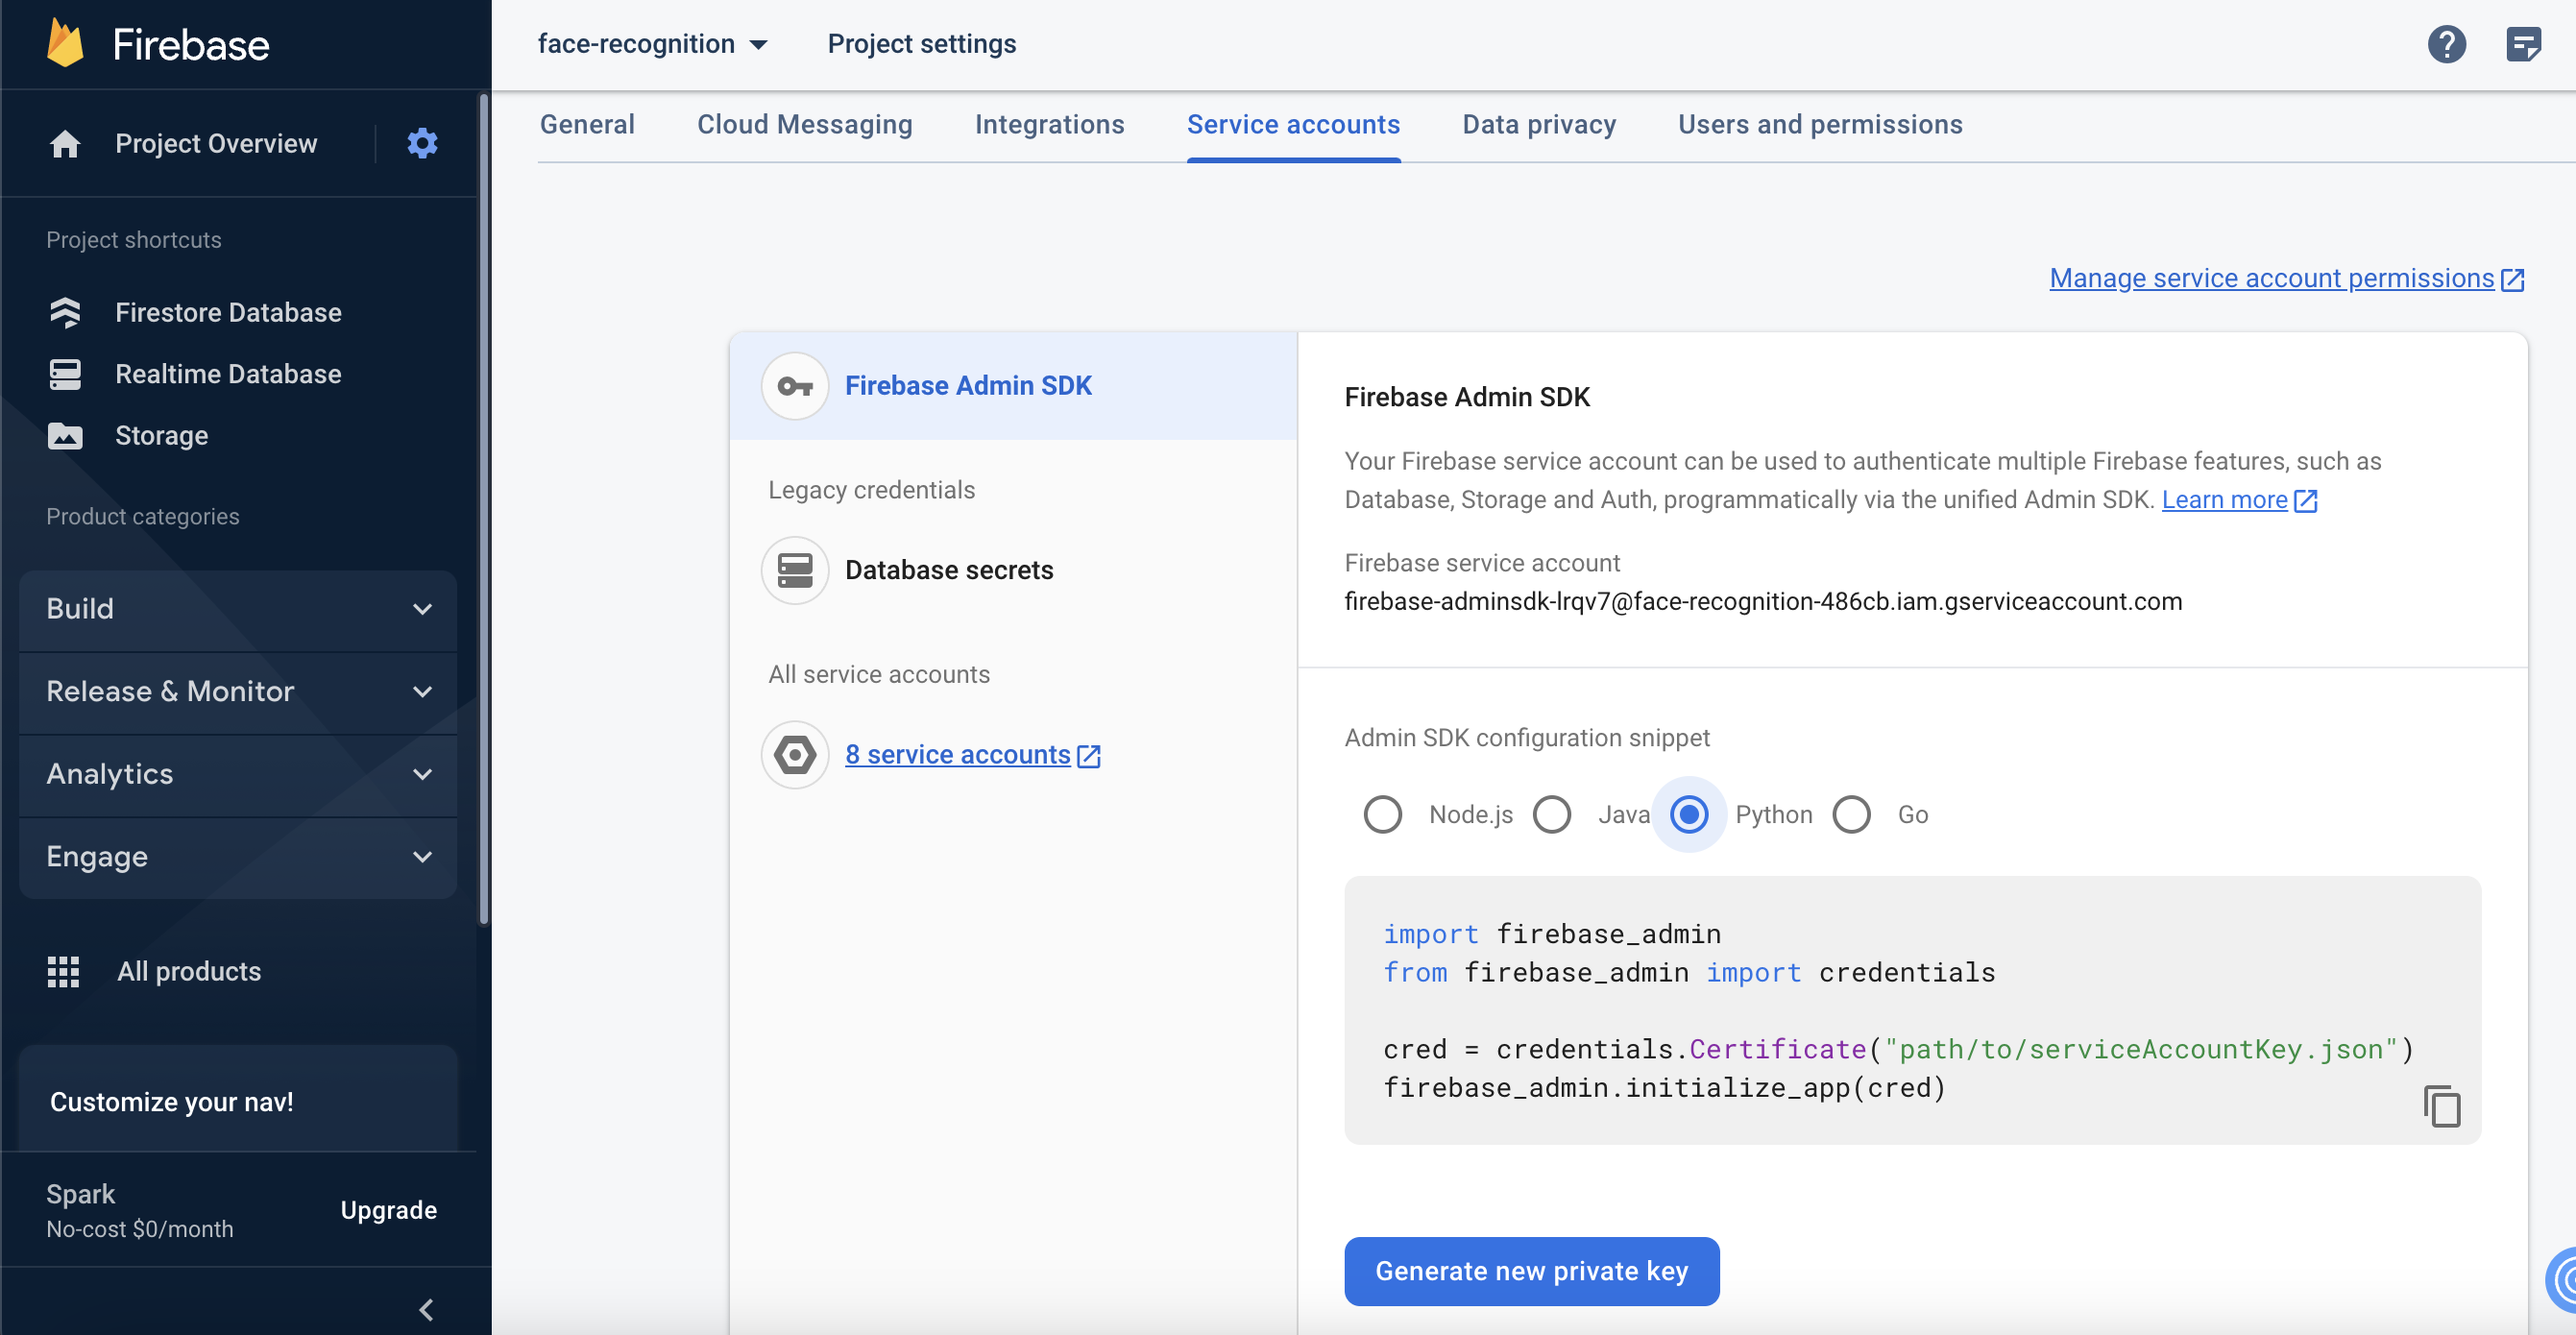 Firebase
face-recognition
Project settings
Project Overview
General
Cloud Messaging
Integrations
Service accounts
Data privacy
Users and permissions
Project shortcuts
Firestore Database
Realtime Database
Storage
Product categories
Build
Release & Monitor
Analytics
Engage
All products
Customize your nav!
Spark
No-cost $0/month
Upgrade
Manage service account permissions
Firebase Admin SDK
Legacy credentials
Database secrets
All service accounts
8 service accounts
Firebase Admin SDK
Your Firebase service account can be used to authenticate multiple Firebase features, such as
Database, Storage and Auth, programmatically via the unified Admin SDK. Learn more
Firebase service account
firebase-adminsdk-lrqv7@face-recognition-486cb.iam.gserviceaccount.com
Admin SDK configuration snippet
Node.js
Java
Python
Go
import firebase_admin
from firebase_admin import credentials
cred = credentials.Certificate("path/to/serviceAccountKey.json")
firebase_admin.initialize_app(cred)
Generate new private key